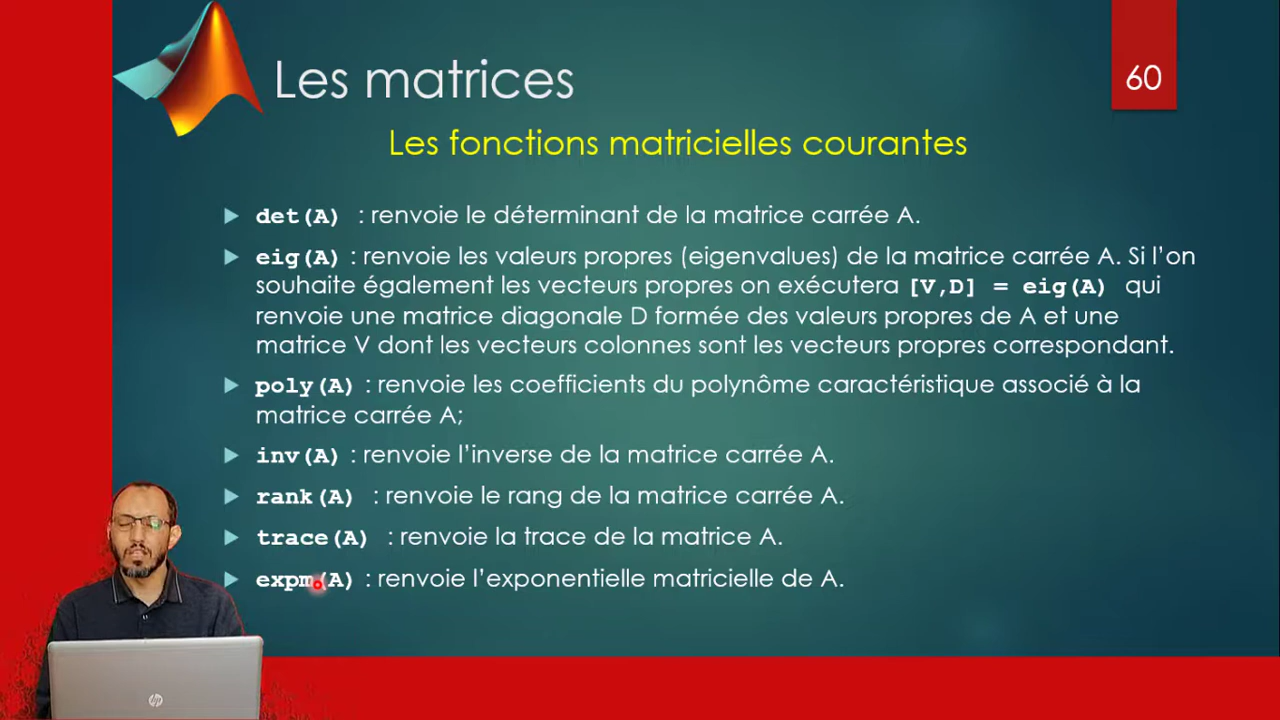 Les matrices
60
Les fonctions matricielles courantes
det(A) : renvoie le déterminant de la matrice carrée A.
eig(A) : renvoie les valeurs propres (eigenvalues) de la matrice carrée A. Si l’on
souhaite également les vecteurs propres on exécutera [V,D] = eig(A) qui
renvoie une matrice diagonale D formée des valeurs propres de A et une
matrice V dont les vecteurs colonnes sont les vecteurs propres correspondant.
poly(A) : renvoie les coefficients du polynôme caractéristique associé à la
matrice carrée A;
inv(A) : renvoie l’inverse de la matrice carrée A.
rank(A) : renvoie le rang de la matrice carrée A.
trace(A) : renvoie la trace de la matrice A.
expm(A) : renvoie l’exponentielle matricielle de A.
hp